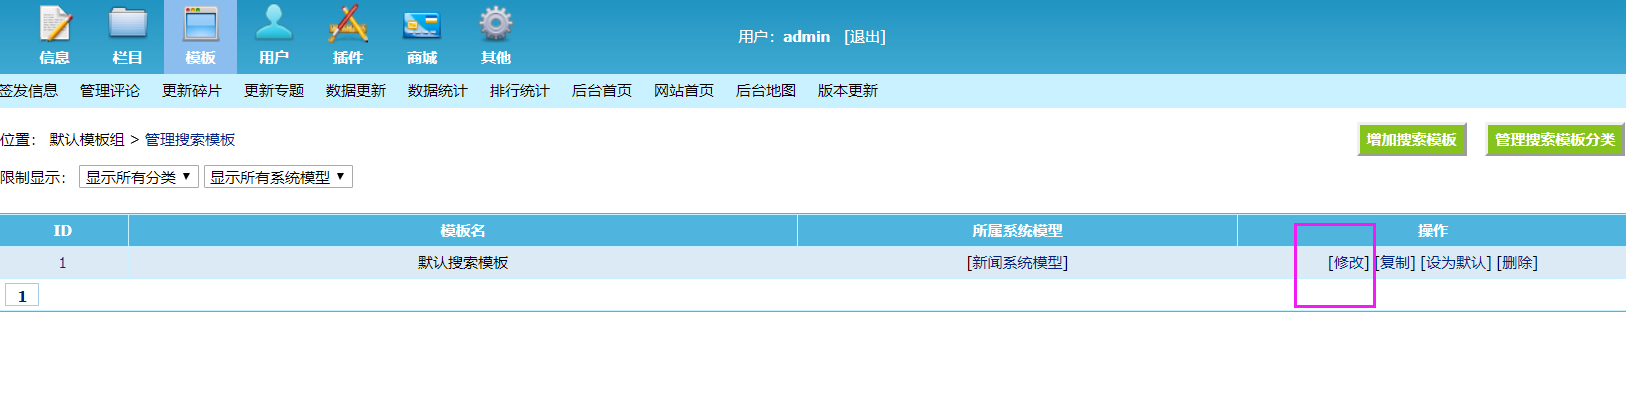 信息 栏目 模板 用户 插件 商城 其他
用户：admin [退出]
签发信息 管理评论 更新碎片 更新专题 数据更新 数据统计 排行统计 后台首页 网站首页 后台地图 版本更新
位置： 默认模板组 > 管理搜索模板 增加搜索模板 管理搜索模板分类
限制显示： 显示所有分类 显示所有系统模型
ID 模板名 所属系统模型 操作
1 默认搜索模板 [新闻系统模型] [修改] [复制] [设为默认] [删除]
1